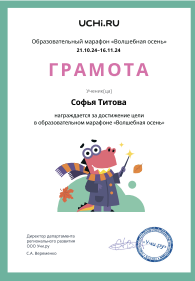 UCHi.RU
Образовательный марафон «Волшебная осень»
21.10.24–16.11.24
ГРАМОТА
Ученик(ца)
Софья Титова
награждается за достижение цели
в образовательном марафоне «Волшебная осень»
Директор департамента
регионального развития
ООО Учи.ру
С.А. Веременко